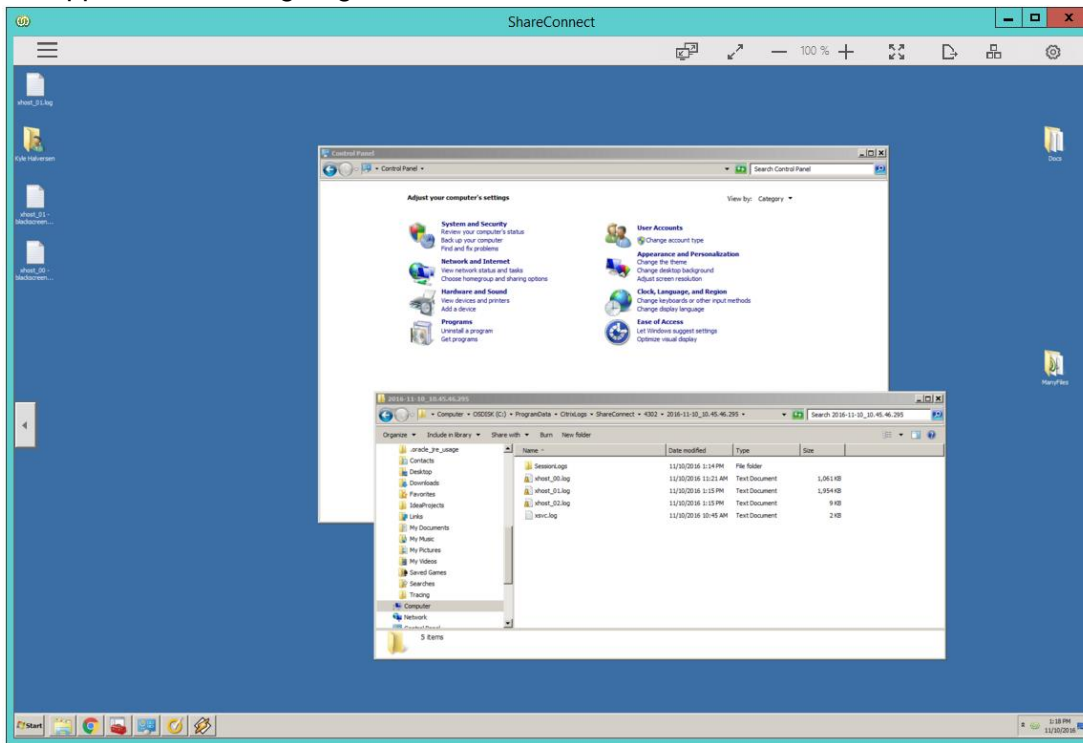 ShareConnect
100 %
xhost_01.log
Kyle Halversen
xhost_01 -
blackscreen...
xhost_00 -
blackscreen...
Docs
ManyFiles
Control Panel
Control Panel
Search Control Panel
Adjust your computer's settings
View by: Category
System and Security
Review your computer's status
Back up your computer
Find and fix problems
Network and Internet
View network status and tasks
Choose homegroup and sharing options
Hardware and Sound
View devices and printers
Add a device
Programs
Uninstall a program
Get programs
User Accounts
Change account type
Appearance and Personalization
Change the theme
Change desktop background
Adjust screen resolution
Clock, Language, and Region
Change keyboards or other input methods
Change display language
Ease of Access
Let Windows suggest settings
Optimize visual display
2016-11-10_10.45.46.295
Computer OSDISK (C:) ProgramData CitrixLogs ShareConnect 4302 2016-11-10_10.45.46.295
Search 2016-11-10_10.45.46.295
Organize Include in library Share with Burn New folder
.oracle_jre_usage
Contacts
Desktop
Downloads
Favorites
IdeaProjects
Links
My Documents
My Music
My Pictures
My Videos
Saved Games
Searches
Tracing
Computer
Network
Control Panel
Name Date modified Type Size
SessionLogs 11/10/2016 1:14 PM File folder
xhost_00.log 11/10/2016 11:21 AM Text Document 1,061 KB
xhost_01.log 11/10/2016 1:15 PM Text Document 1,954 KB
xhost_02.log 11/10/2016 1:15 PM Text Document 9 KB
xsvc.log 11/10/2016 10:45 AM Text Document 2 KB
5 items
Start
1:18 PM
11/10/2016